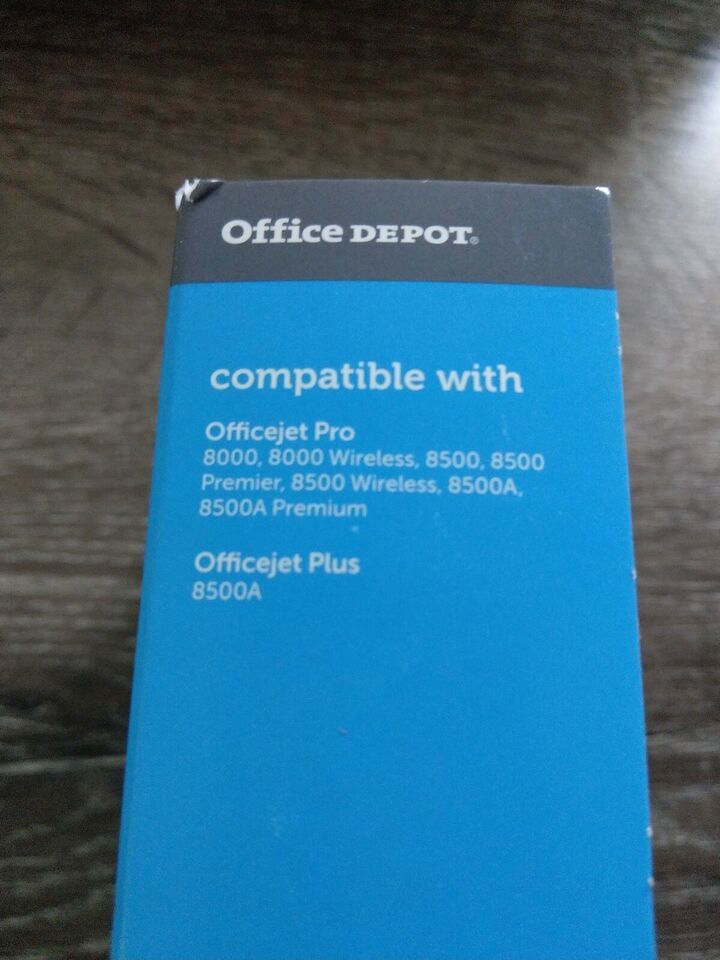 Office DEPOT®
compatible with
Officejet Pro
8000, 8000 Wireless, 8500, 8500
Premier, 8500 Wireless, 8500A,
8500A Premium
Officejet Plus
8500A